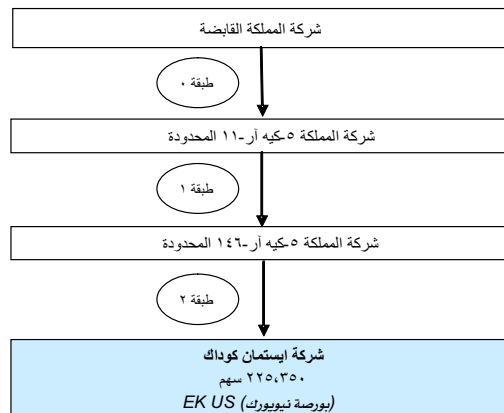 شركة المملكة القابضة
طبقة ٠
شركة المملكة ٥-كيه آر-١١ المحدودة
طبقة ١
شركة المملكة ٥-كيه آر-١٤٦ المحدودة
طبقة ٢
شركة ايستمان كوداك
٢٢٥،٣٥٠ سهم
EK US (بورصة نيويورك)